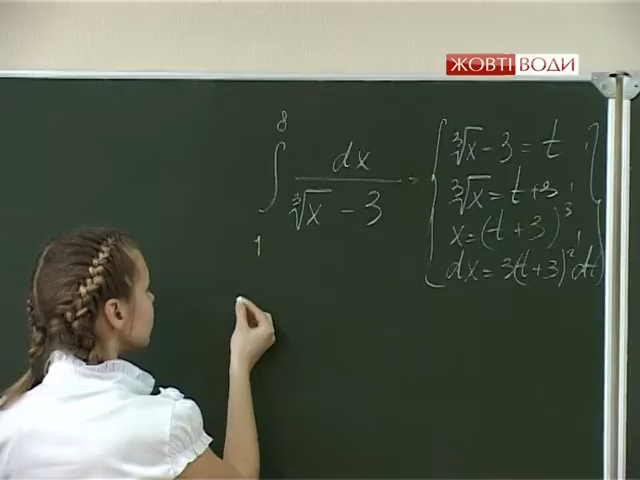 ЖОВТІ ВОДИ
8
∫ dx / (∛x - 3) =
1
∛x - 3 = t
∛x = t + 3
x = (t + 3)³
dx = 3(t + 3)² dt